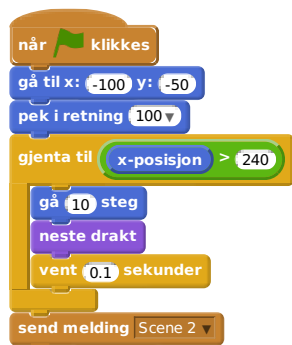 når klikkes
gå til x: -100 y: -50
pek i retning 100▼
gjenta til x-posisjon > 240
gå 10 steg
neste drakt
vent 0.1 sekunder
send melding Scene 2 ▼